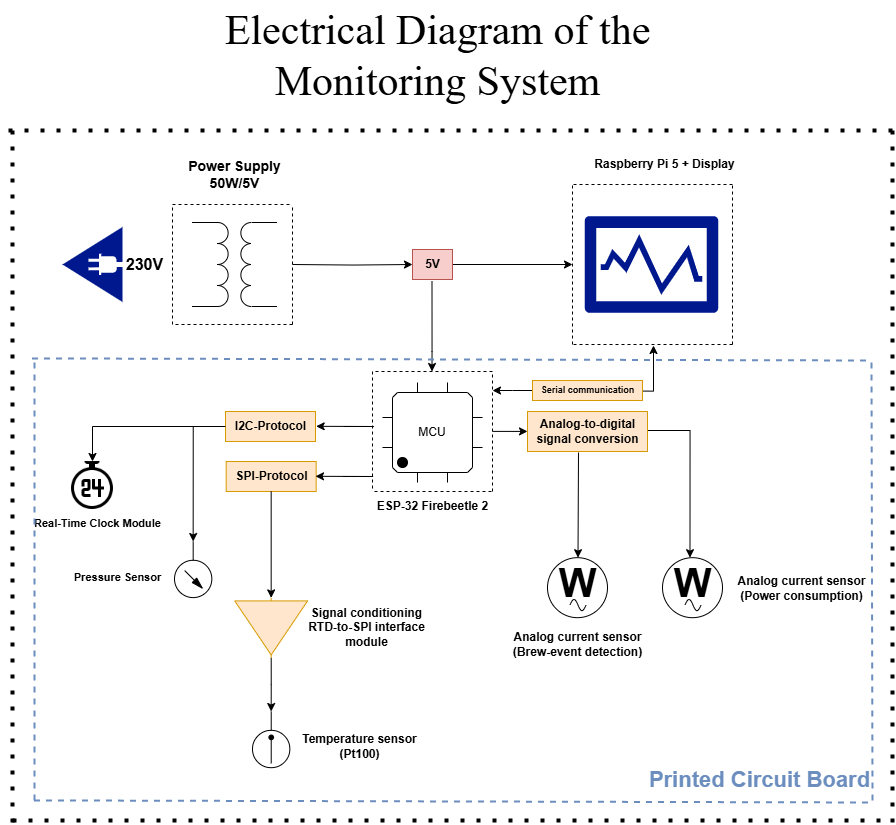 Electrical Diagram of the
Monitoring System
Power Supply
50W/5V
Raspberry Pi 5 + Display
230V
5V
Serial communication
I2C-Protocol
MCU
Analog-to-digital
signal conversion
SPI-Protocol
24
ESP-32 Firebeetle 2
Real-Time Clock Module
Pressure Sensor
W
W
Analog current sensor
(Power consumption)
Signal conditioning
RTD-to-SPI interface
module
Analog current sensor
(Brew-event detection)
Temperature sensor
(Pt100)
Printed Circuit Board